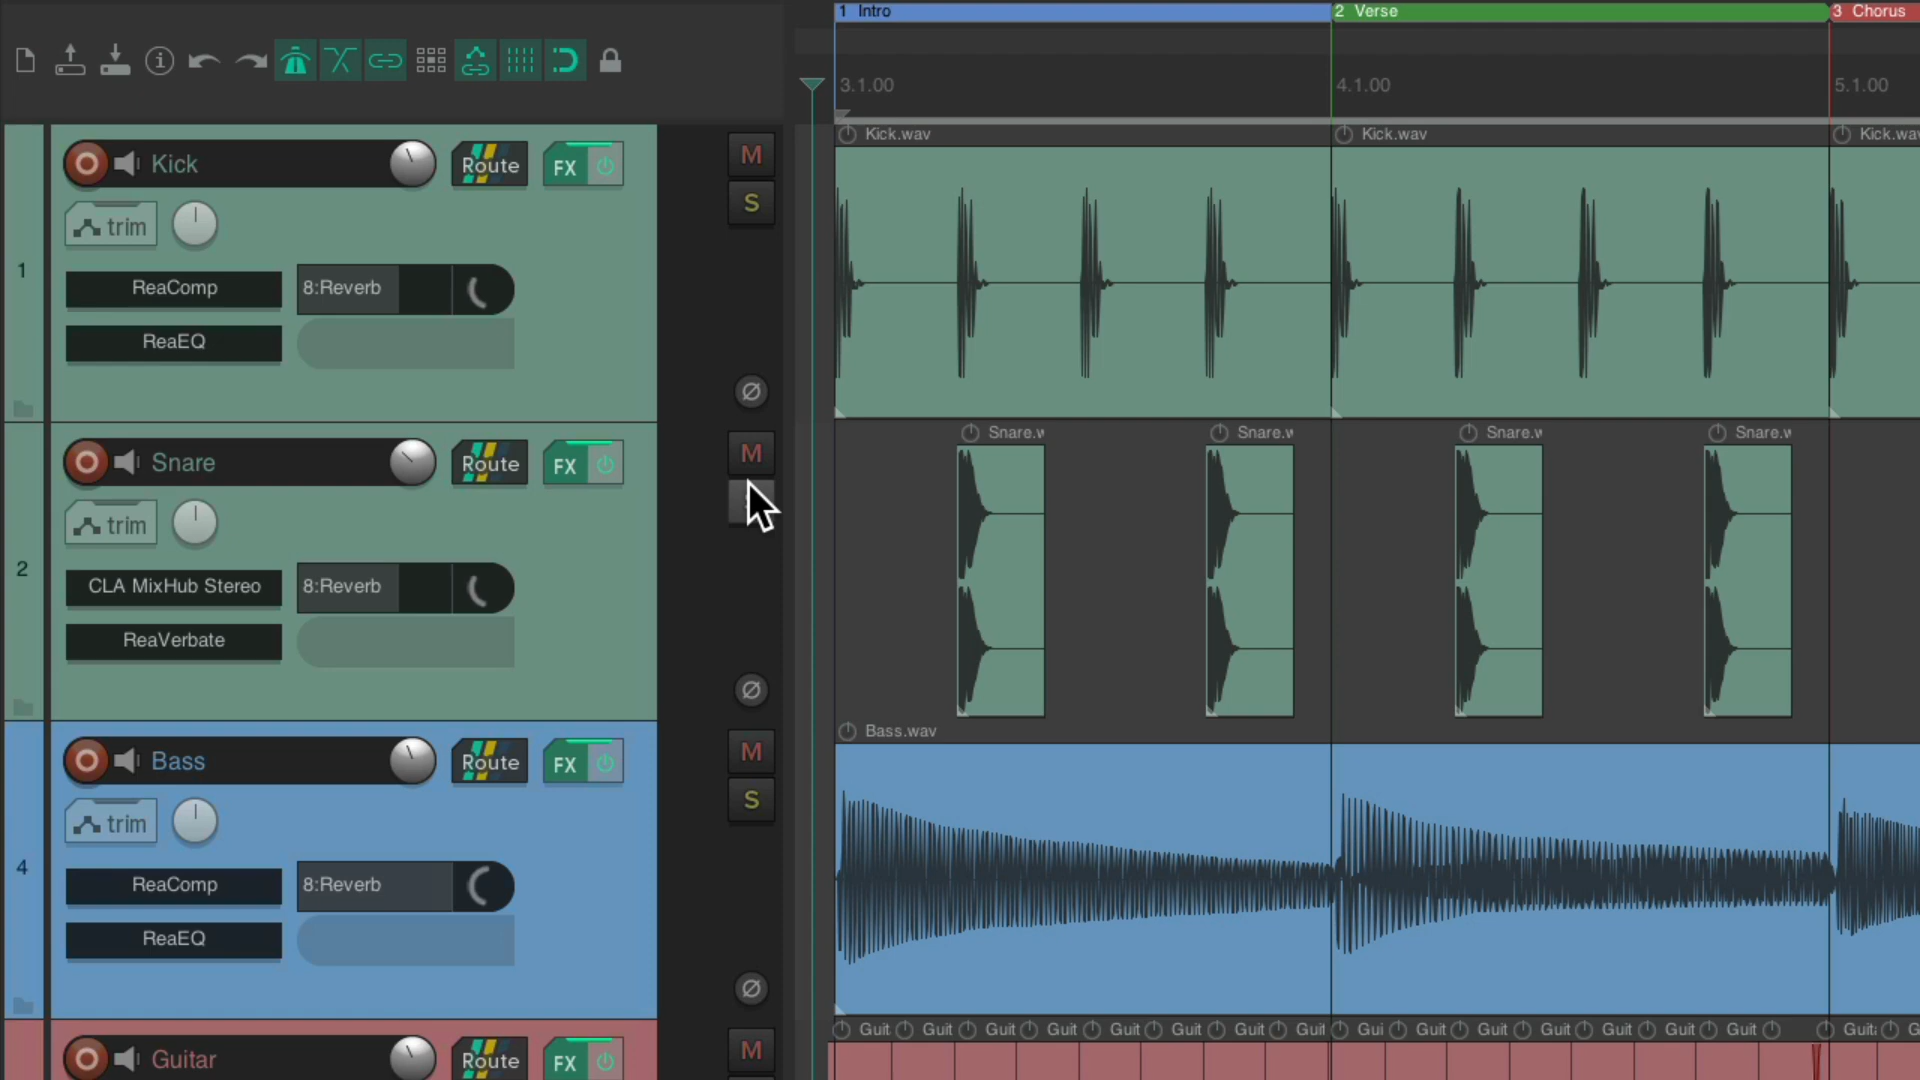 1 Intro
2 Verse
3 Chorus
3.1.00
4.1.00
5.1.00
Kick
Route
FX
M
Kick.wav
Kick.wav
Kick.wav
S
trim
1
ReaComp
8:Reverb
ReaEQ
Snare
Route
FX
M
Snare.w
Snare.w
Snare.w
Snare.w
trim
2
CLA MixHub Stereo
8:Reverb
ReaVerbate
Bass
Route
FX
M
Bass.wav
S
trim
4
ReaComp
8:Reverb
ReaEQ
Guitar
Route
FX
M
Guit Guit Guit Guit Guit Guit Guit Guit Gui Guit Guit Guit Guit Guit Guit Guit G